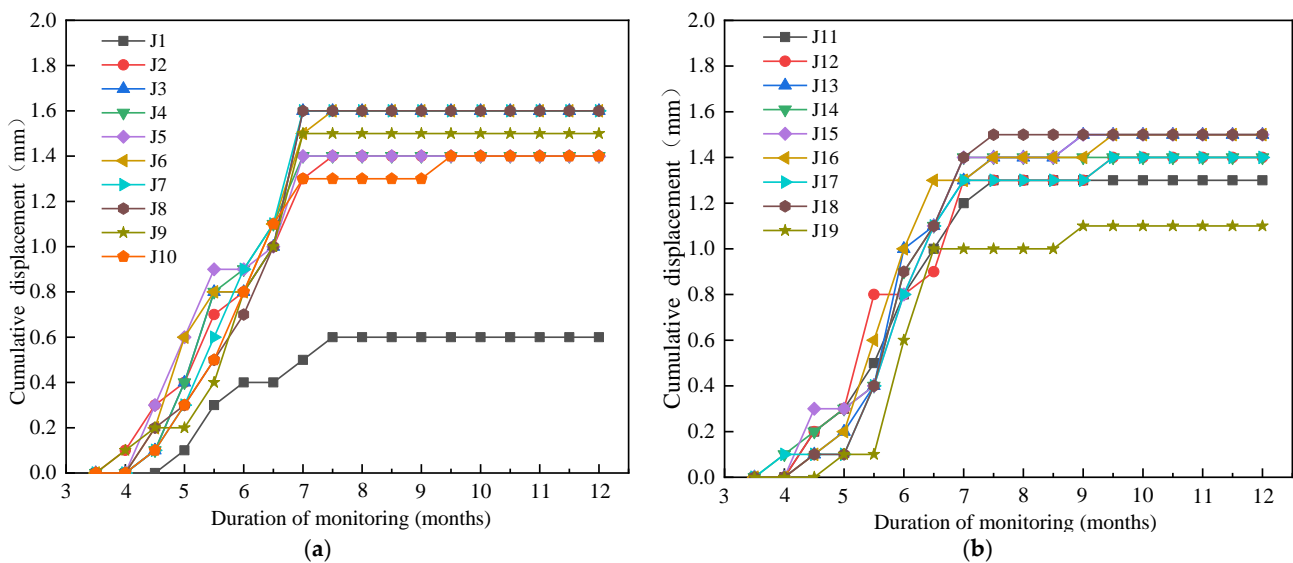 2.0
1.8
1.6
1.4
1.2
1.0
0.8
0.6
0.4
0.2
0.0
Cumulative displacement（mm）
J1
J2
J3
J4
J5
J6
J7
J8
J9
J10
3 4 5 6 7 8 9 10 11 12
Duration of monitoring (months)
(a)
2.0
1.8
1.6
1.4
1.2
1.0
0.8
0.6
0.4
0.2
0.0
Cumulative displacement（mm）
J11
J12
J13
J14
J15
J16
J17
J18
J19
3 4 5 6 7 8 9 10 11 12
Duration of monitoring (months)
(b)